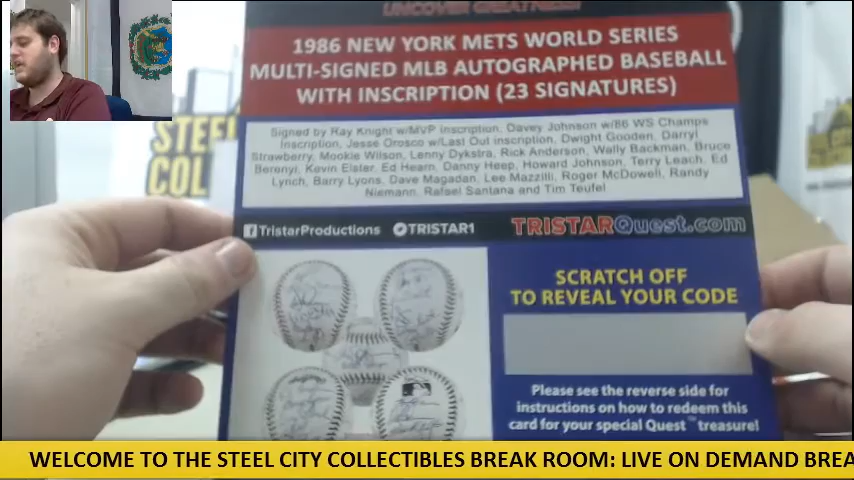 UNCOVER GREATNESS!
1986 NEW YORK METS WORLD SERIES
MULTI-SIGNED MLB AUTOGRAPHED BASEBALL
WITH INSCRIPTION (23 SIGNATURES)
Signed by Ray Knight w/MVP Inscription, Davey Johnson w/86 WS Champs
Inscription, Jesse Orosco w/Last Out inscription, Dwight Gooden, Darryl
Strawberry, Mookie Wilson, Lenny Dykstra, Rick Anderson, Wally Backman, Bruce
Berenyi, Kevin Elster, Ed Hearn, Danny Heep, Howard Johnson, Terry Leach, Ed
Lynch, Barry Lyons, Dave Magadan, Lee Mazzilli, Roger McDowell, Randy
Niemann, Rafael Santana and Tim Teufel
TristarProductions TRISTAR1 TRISTARQuest.com
SCRATCH OFF
TO REVEAL YOUR CODE
Please see the reverse side for
instructions on how to redeem this
card for your special Quest™ treasure!
STEEL
COL
WELCOME TO THE STEEL CITY COLLECTIBLES BREAK ROOM: LIVE ON DEMAND BREA